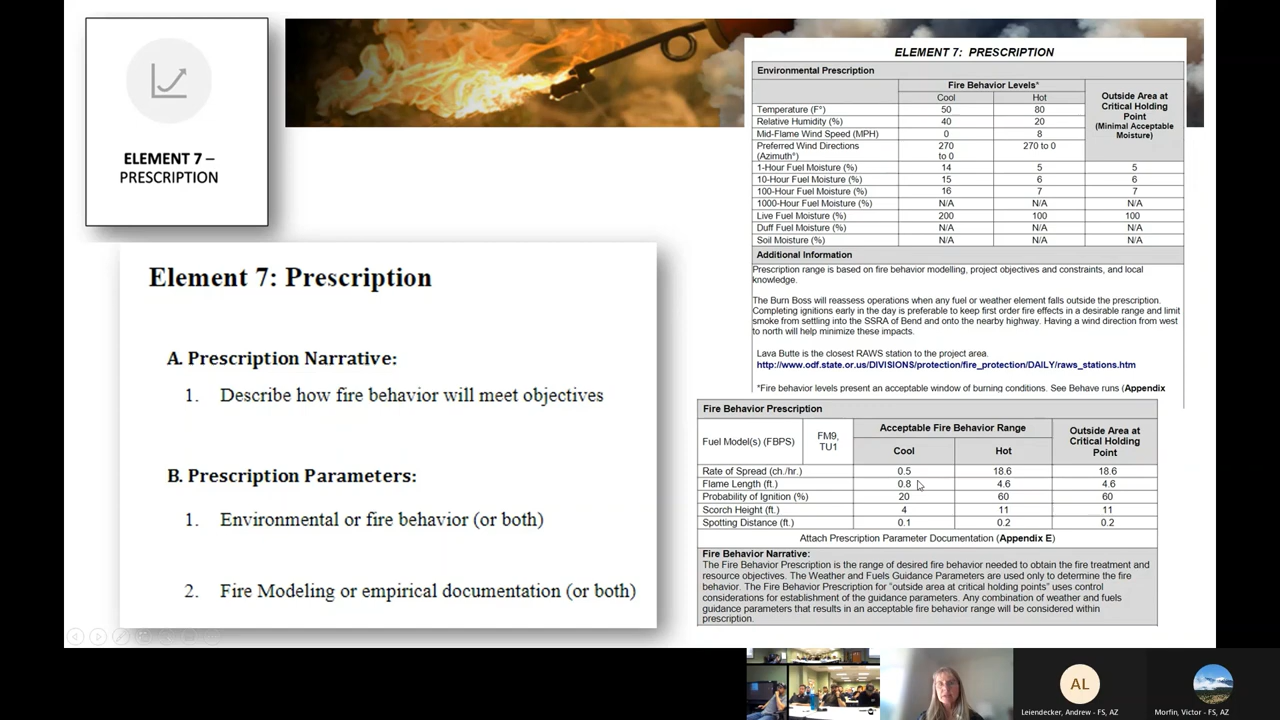 ELEMENT 7 –
PRESCRIPTION
Element 7: Prescription
A. Prescription Narrative:
1. Describe how fire behavior will meet objectives
B. Prescription Parameters:
1. Environmental or fire behavior (or both)
2. Fire Modeling or empirical documentation (or both)
ELEMENT 7: PRESCRIPTION
Environmental Prescription
Fire Behavior Levels*
Outside Area at
Critical Holding
Point
(Minimal Acceptable
Moisture)
Cool Hot
Temperature (F°) 50 80
Relative Humidity (%) 40 20
Mid-Flame Wind Speed (MPH) 0 8
Preferred Wind Directions 270 270 to 0
(Azimuth°) to 0
1-Hour Fuel Moisture (%) 14 5 5
10-Hour Fuel Moisture (%) 15 6 6
100-Hour Fuel Moisture (%) 16 7 7
1000-Hour Fuel Moisture (%) N/A N/A N/A
Live Fuel Moisture (%) 200 100 100
Duff Fuel Moisture (%) N/A N/A N/A
Soil Moisture (%) N/A N/A N/A
Additional Information
Prescription range is based on fire behavior modelling, project objectives and constraints, and local
knowledge.
The Burn Boss will reassess operations when any fuel or weather element falls outside the prescription.
Completing ignitions early in the day is preferable to keep first order fire effects in a desirable range and limit
smoke from settling into the SSRA of Bend and onto the nearby highway. Having a wind direction from west
to north will help minimize these impacts.
Lava Butte is the closest RAWS station to the project area.
http://www.odf.state.or.us/DIVISIONS/protection/fire_protection/DAILY/raws_stations.htm
*Fire behavior levels present an acceptable window of burning conditions. See Behave runs (Appendix
Fire Behavior Prescription
Fuel Model(s) (FBPS)
FM9,
TU1
Acceptable Fire Behavior Range
Cool Hot
Outside Area at
Critical Holding
Point
Rate of Spread (ch./hr.) 0.5 18.6 18.6
Flame Length (ft.) 0.8 4.6 4.6
Probability of Ignition (%) 20 60 60
Scorch Height (ft.) 4 11 11
Spotting Distance (ft.) 0.1 0.2 0.2
Attach Prescription Parameter Documentation (Appendix E)
Fire Behavior Narrative:
The Fire Behavior Prescription is the range of desired fire behavior needed to obtain the fire treatment and
resource objectives. The Weather and Fuels Guidance Parameters are used only to determine the fire
behavior. The Fire Behavior Prescription for "outside area at critical holding points" uses control
considerations for establishment of the guidance parameters. Any combination of weather and fuels
guidance parameters that results in an acceptable fire behavior range will be considered within
prescription.
AL
Leiendecker, Andrew - FS, AZ
Morfin, Victor - FS, AZ